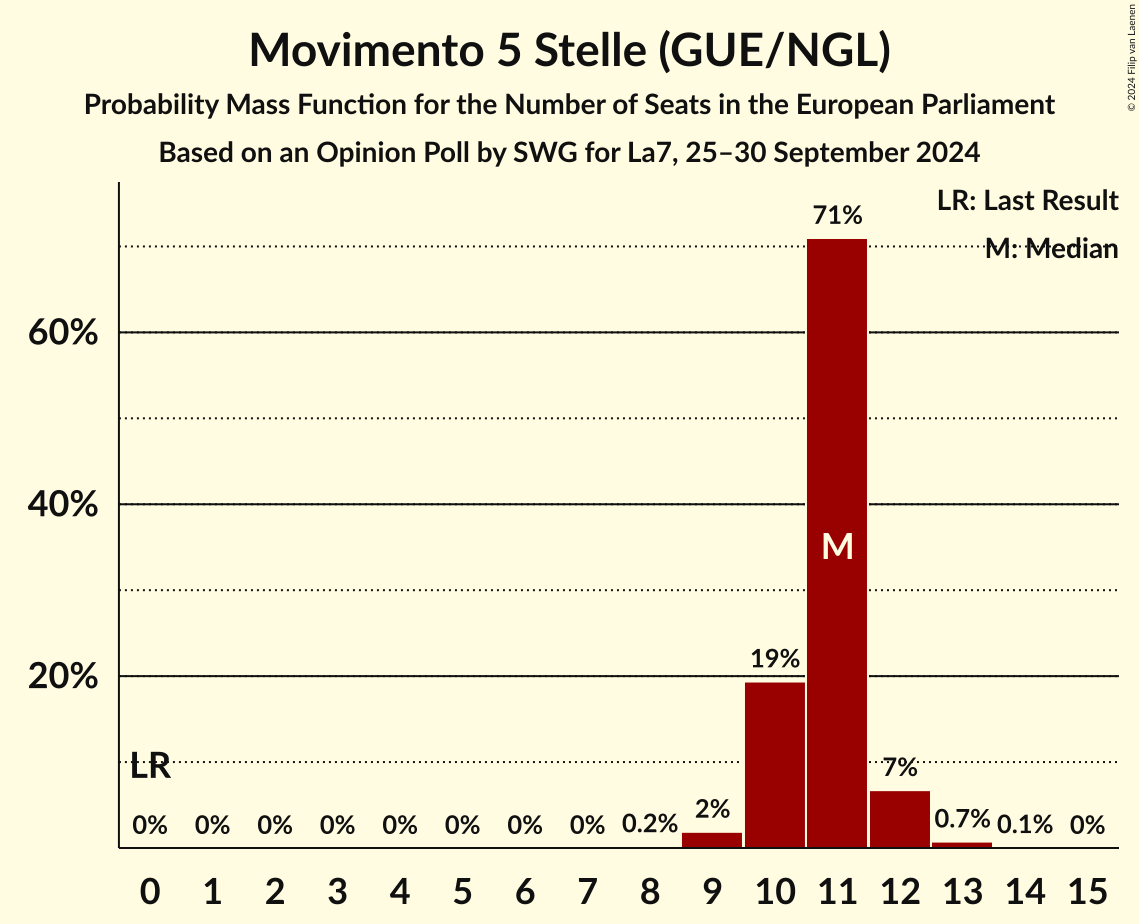 Movimento 5 Stelle (GUE/NGL)
Probability Mass Function for the Number of Seats in the European Parliament
Based on an Opinion Poll by SWG for La7, 25–30 September 2024
© 2024 Filip van Laenen
LR: Last Result
M: Median
71%
60%
40%
M
20%
19%
LR
7%
0% 0% 0% 0% 0% 0% 0% 0% 0.2% 2% 0.7% 0.1% 0%
0 1 2 3 4 5 6 7 8 9 10 11 12 13 14 15